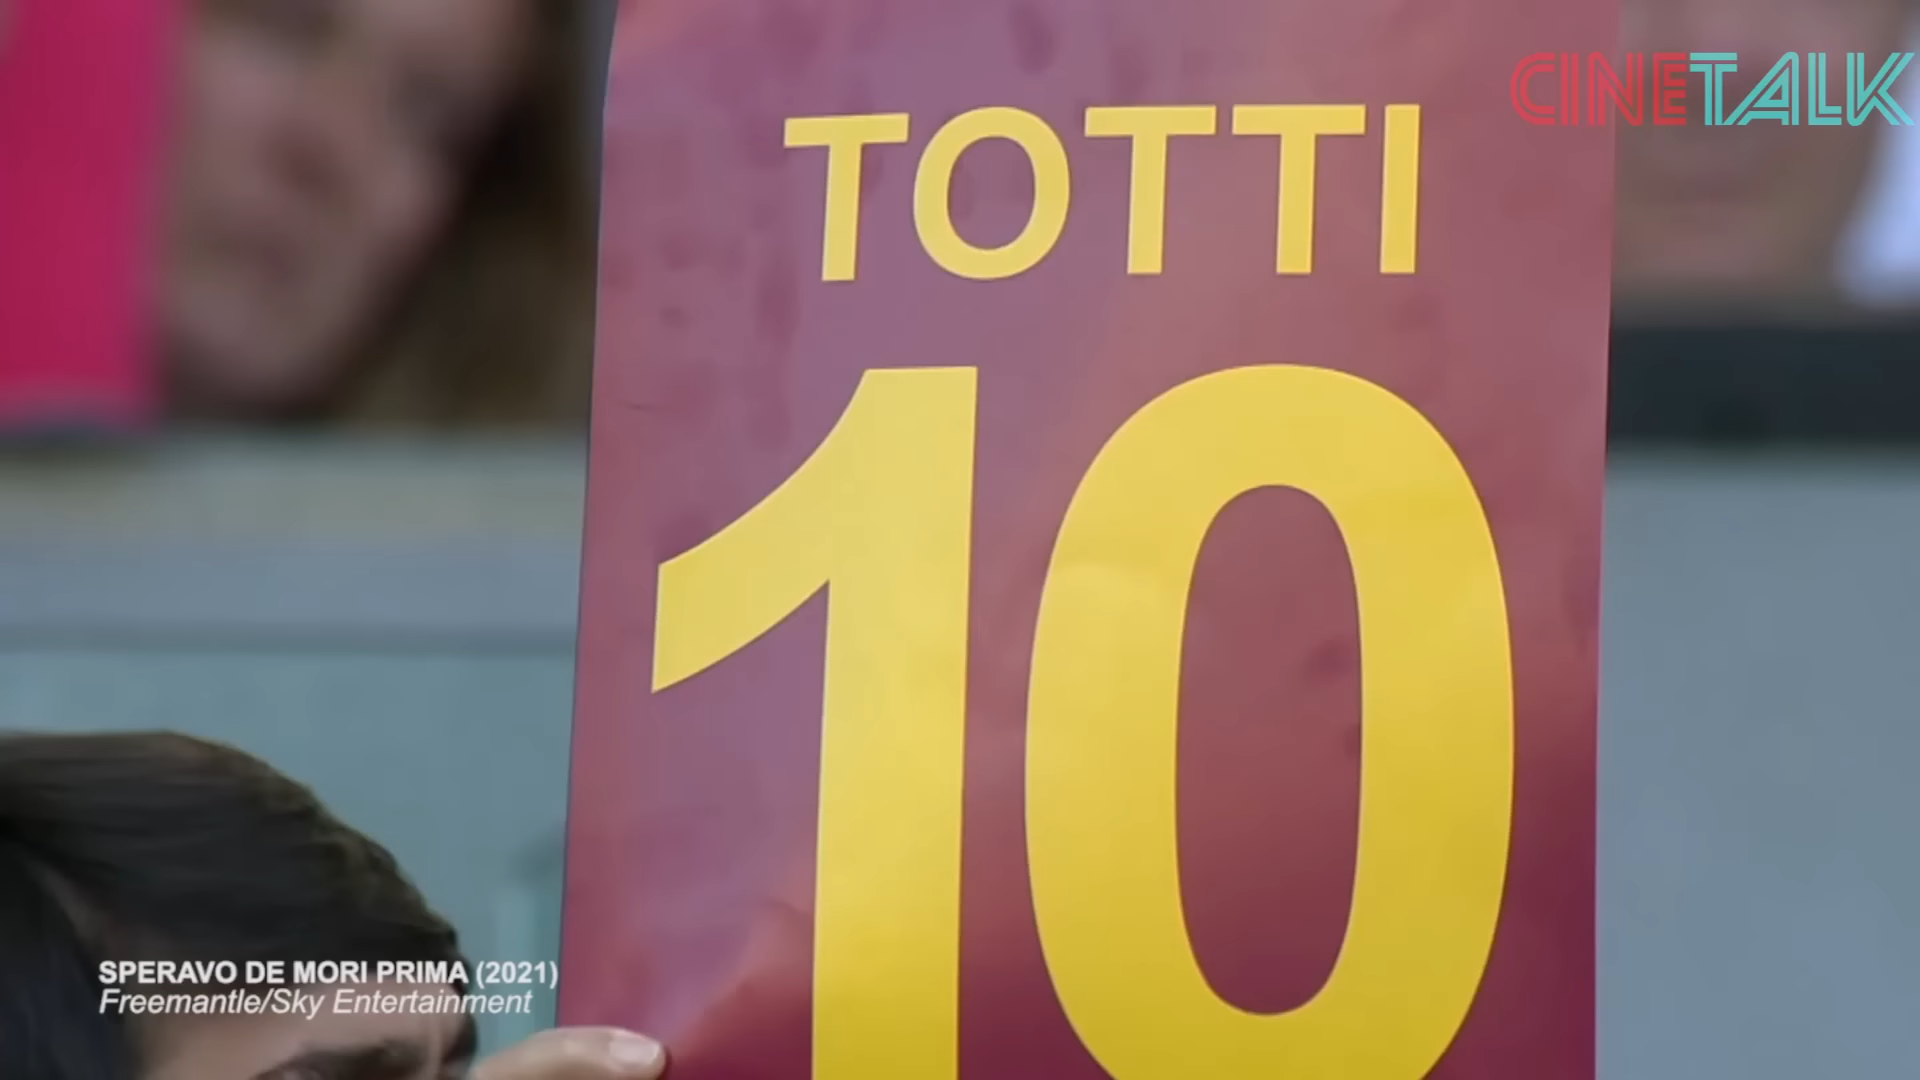 CINETALK
TOTTI
10
SPERAVO DE MORI PRIMA (2021)
Freemantle/Sky Entertainment